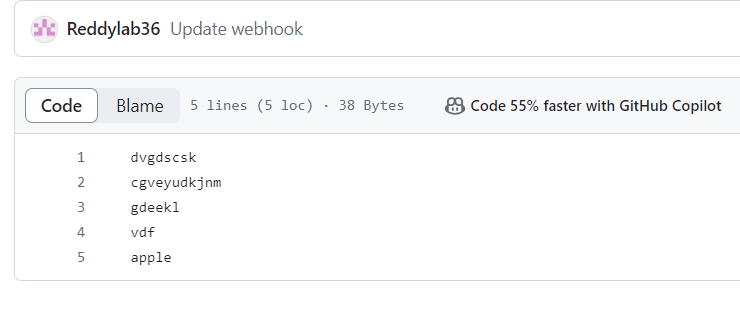 Reddylab36 Update webhook
Code Blame 5 lines (5 loc) · 38 Bytes Code 55% faster with GitHub Copilot
1 dvgdscsk
2 cgveyudkjnm
3 gdeekl
4 vdf
5 apple